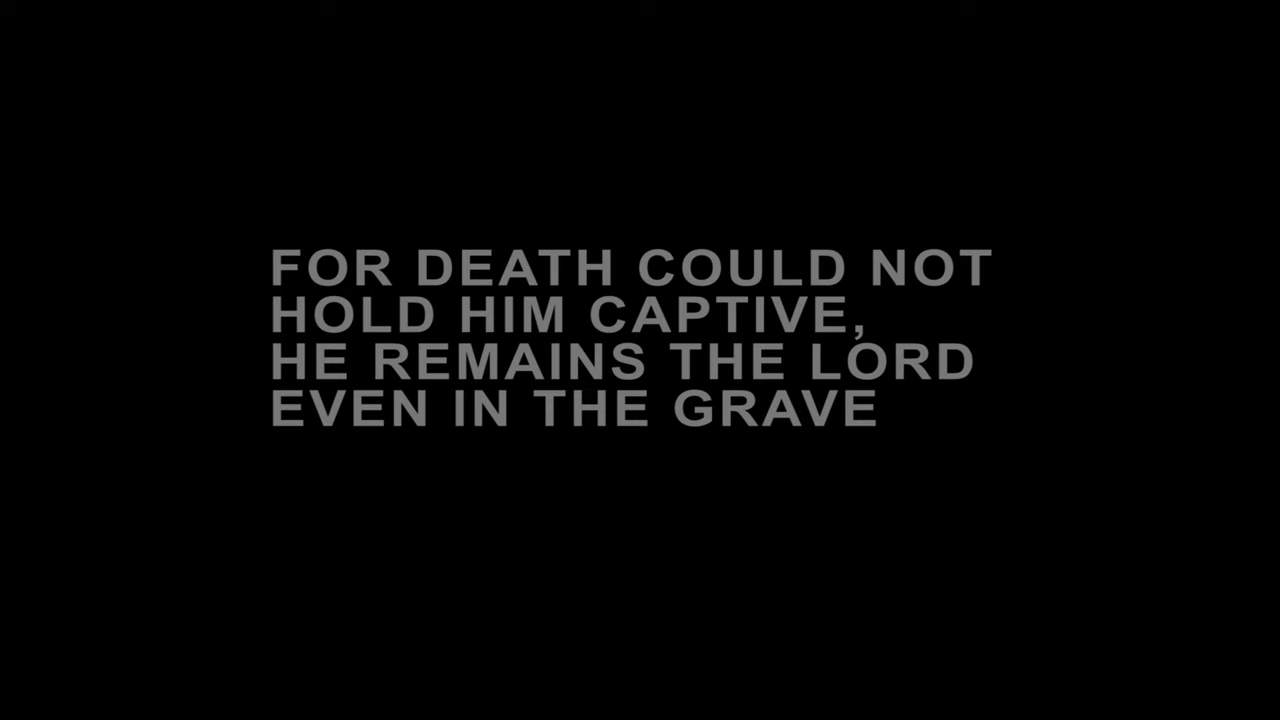 FOR DEATH COULD NOT
HOLD HIM CAPTIVE,
HE REMAINS THE LORD
EVEN IN THE GRAVE